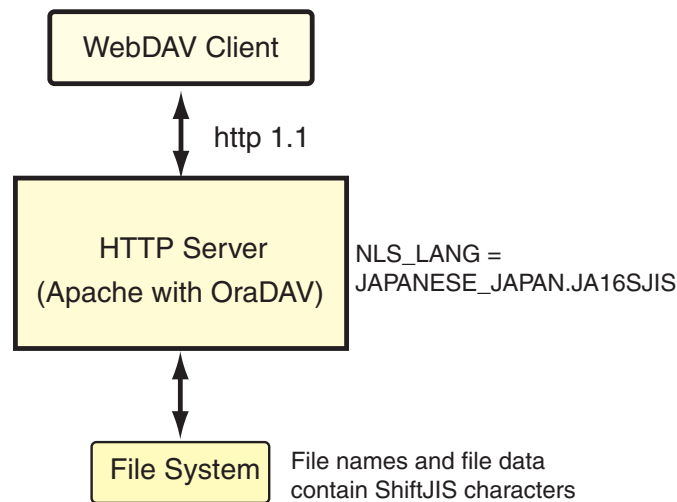 WebDAV Client
http 1.1
HTTP Server
(Apache with OraDAV)
NLS_LANG =
JAPANESE_JAPAN.JA16SJIS
File System
File names and file data
contain ShiftJIS characters